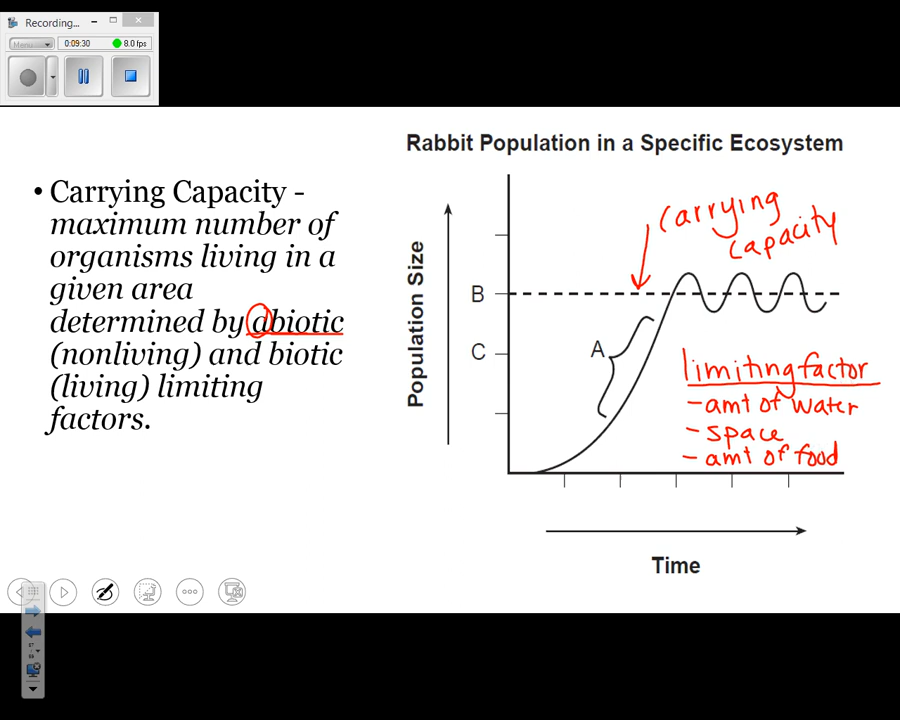 Recording...
Menu
0:09:30
8.0 fps
Rabbit Population in a Specific Ecosystem
• Carrying Capacity -
maximum number of
organisms living in a
given area
determined by abiotic
(nonliving) and biotic
(living) limiting
factors.
Carrying
capacity
Population Size
B
C
A
limiting factor
- amt of water
- space
- amt of food
Time